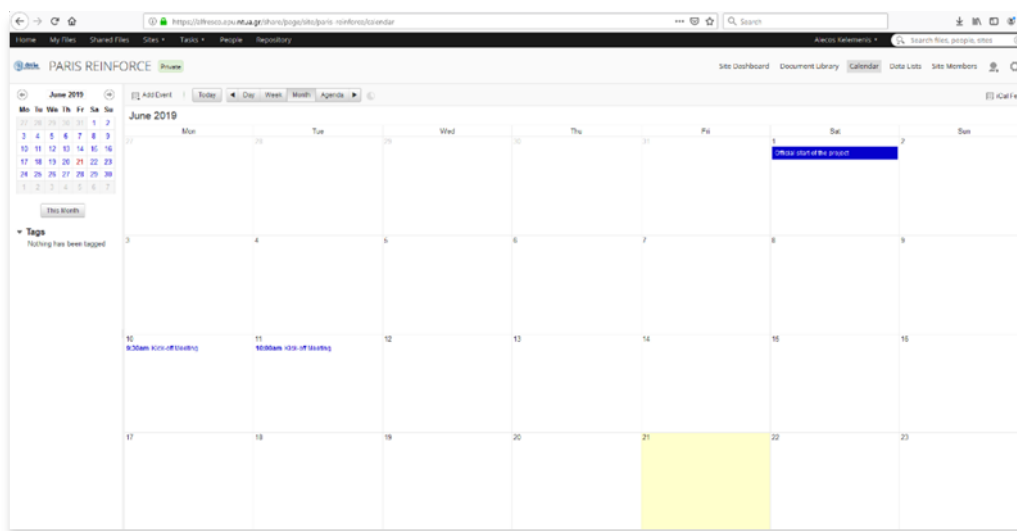 https://alfresco.epu.ntua.gr/share/page/site/paris-reinforce/calendar
Search
Home My Files Shared Files Sites Tasks People Repository
Alecos Kelemenis
Search files, people, sites
PARIS REINFORCE Private
Site Dashboard Document Library Calendar Data Lists Site Members
June 2019
Mo Tu We Th Fr Sa Su
27 28 29 30 31 1 2
3 4 5 6 7 8 9
10 11 12 13 14 15 16
17 18 19 20 21 22 23
24 25 26 27 28 29 30
1 2 3 4 5 6 7
This Month
Tags
Nothing has been tagged
Add Event Today Day Week Month Agenda
iCal Fe
June 2019
Mon Tue Wed Thu Fri Sat Sun
27 28 29 30 31 1 2
Official start of the project
3 4 5 6 7 8 9
10 11 12 13 14 15 16
9:30am Kick-off Meeting 10:00am Kick-off Meeting
17 18 19 20 21 22 23